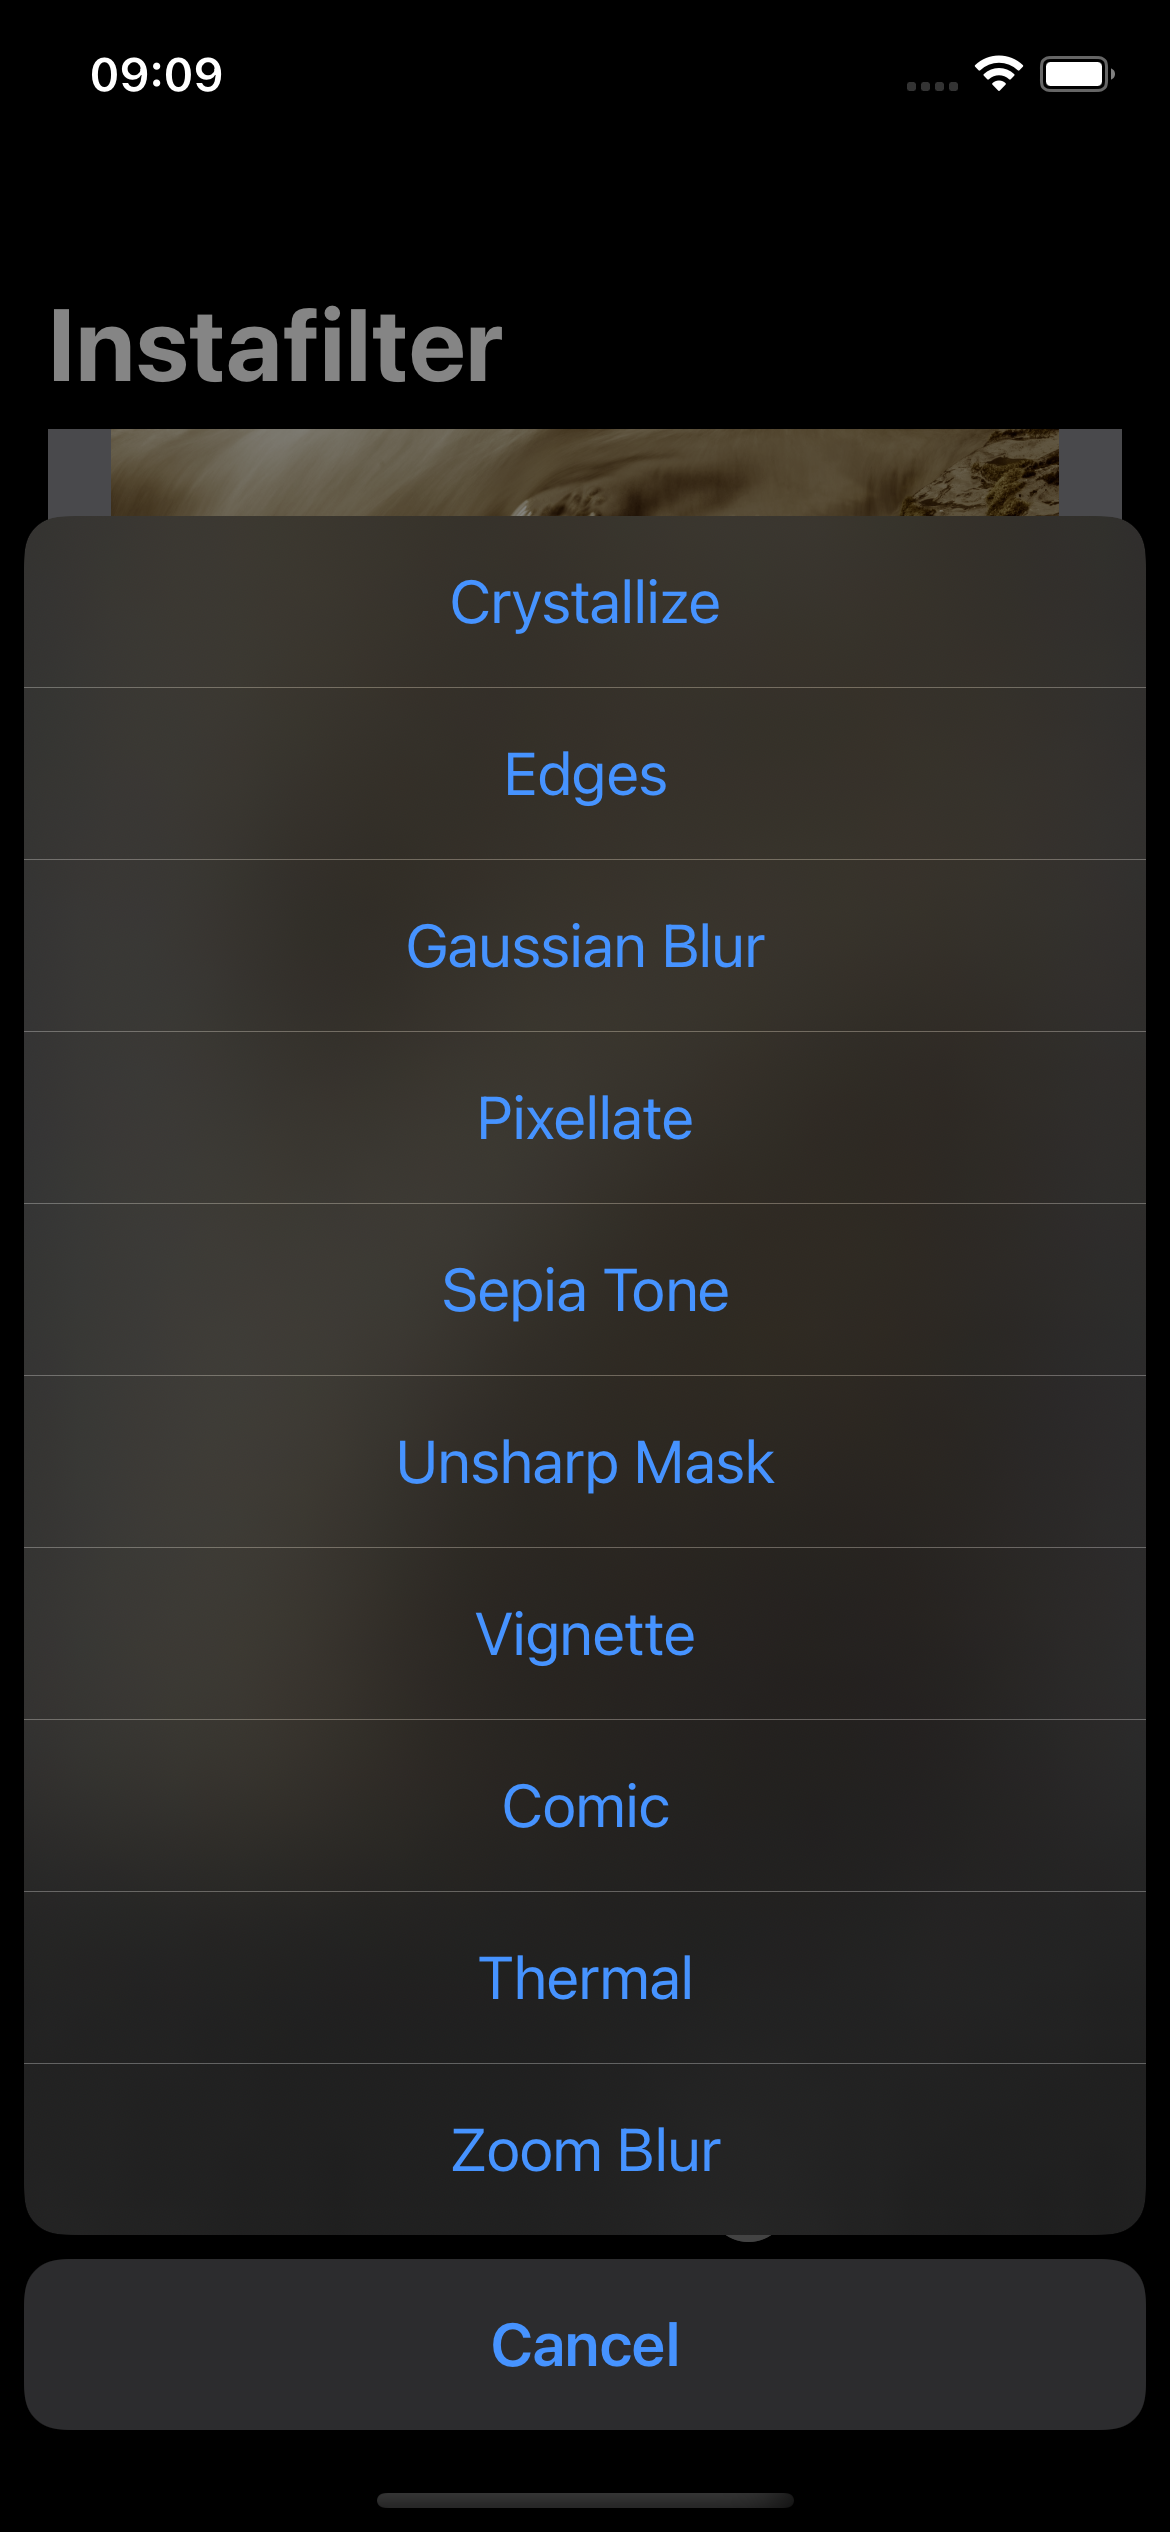 09:09
Instafilter
Crystallize
Edges
Gaussian Blur
Pixellate
Sepia Tone
Unsharp Mask
Vignette
Comic
Thermal
Zoom Blur
Cancel